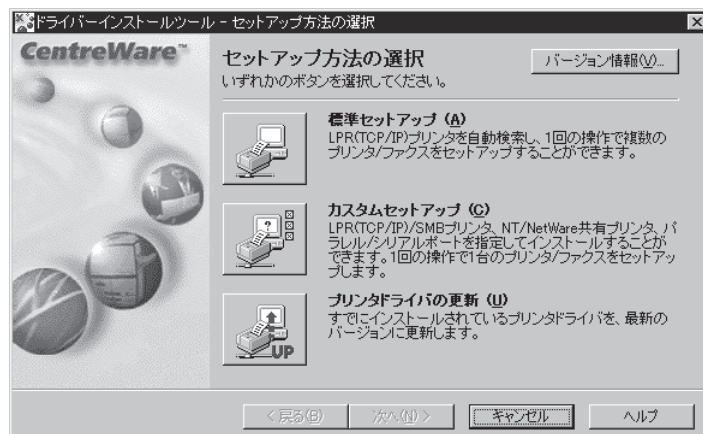 ドライバーインストールツール - セットアップ方法の選択
CentreWare™
セットアップ方法の選択
いずれかのボタンを選択してください。
バージョン情報(V)...
標準セットアップ (A)
LPR(TCP/IP)プリンタを自動検索し、1回の操作で複数の
プリンタ/ファクスをセットアップすることができます。
カスタムセットアップ (C)
LPR(TCP/IP)/SMBプリンタ、NT/NetWare共有プリンタ、パ
ラレル/シリアルポートを指定してインストールすることが
できます。1回の操作で1台のプリンタ/ファクスをセットアッ
プします。
プリンタドライバの更新 (U)
すでにインストールされているプリンタドライバを、最新の
バージョンに更新します。
UP
< 戻る(B)
次へ(N) >
キャンセル
ヘルプ